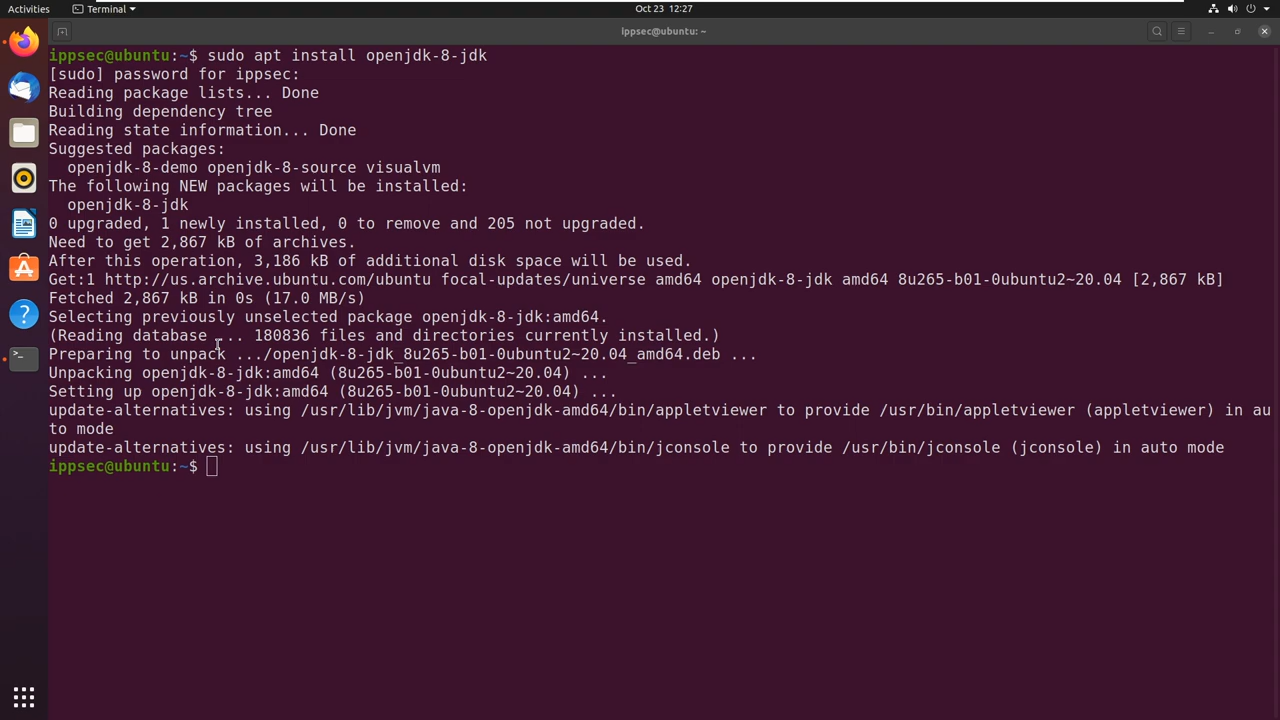 Activities
Terminal
Oct 23 12:27
ippsec@ubuntu: ~
ippsec@ubuntu:~$ sudo apt install openjdk-8-jdk
[sudo] password for ippsec:
Reading package lists... Done
Building dependency tree
Reading state information... Done
Suggested packages:
  openjdk-8-demo openjdk-8-source visualvm
The following NEW packages will be installed:
  openjdk-8-jdk
0 upgraded, 1 newly installed, 0 to remove and 205 not upgraded.
Need to get 2,867 kB of archives.
After this operation, 3,186 kB of additional disk space will be used.
Get:1 http://us.archive.ubuntu.com/ubuntu focal-updates/universe amd64 openjdk-8-jdk amd64 8u265-b01-0ubuntu2~20.04 [2,867 kB]
Fetched 2,867 kB in 0s (17.0 MB/s)
Selecting previously unselected package openjdk-8-jdk:amd64.
(Reading database ... 180836 files and directories currently installed.)
Preparing to unpack .../openjdk-8-jdk_8u265-b01-0ubuntu2~20.04_amd64.deb ...
Unpacking openjdk-8-jdk:amd64 (8u265-b01-0ubuntu2~20.04) ...
Setting up openjdk-8-jdk:amd64 (8u265-b01-0ubuntu2~20.04) ...
update-alternatives: using /usr/lib/jvm/java-8-openjdk-amd64/bin/appletviewer to provide /usr/bin/appletviewer (appletviewer) in au
to mode
update-alternatives: using /usr/lib/jvm/java-8-openjdk-amd64/bin/jconsole to provide /usr/bin/jconsole (jconsole) in auto mode
ippsec@ubuntu:~$